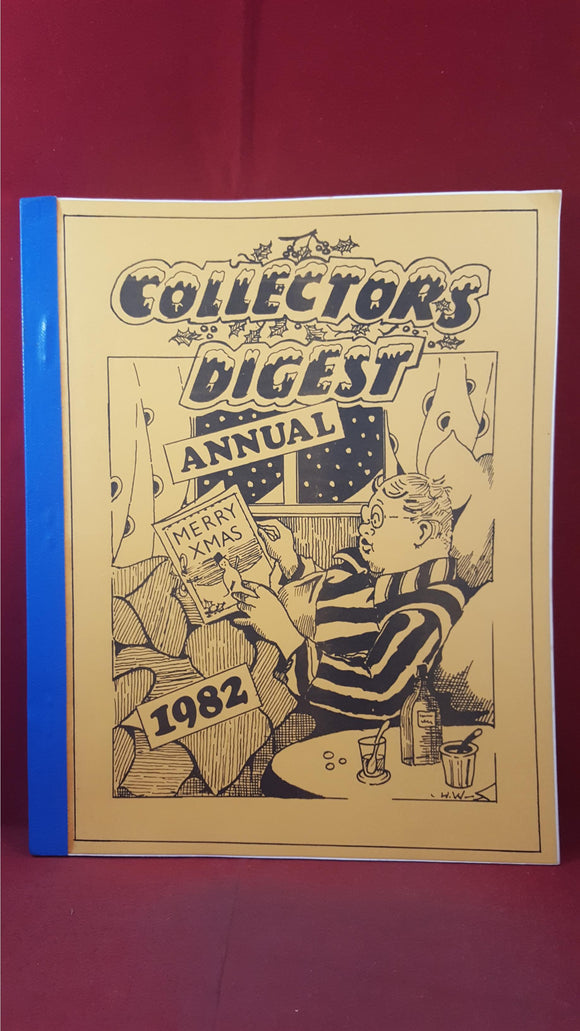 COLLECTORS
DIGEST
ANNUAL
MERRY
XMAS
1982